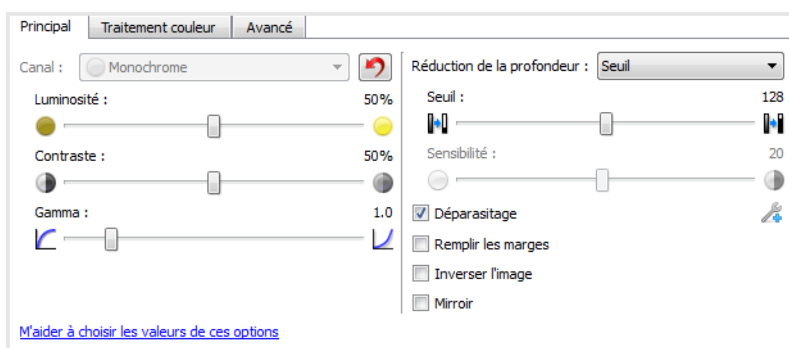 Principal Traitement couleur Avancé
Canal : Monochrome
Luminosité : 50%
Contraste : 50%
Gamma : 1.0
M'aider à choisir les valeurs de ces options
Réduction de la profondeur : Seuil
Seuil : 128
Sensibilité : 20
Déparasitage
Remplir les marges
Inverser l'image
Mirroir